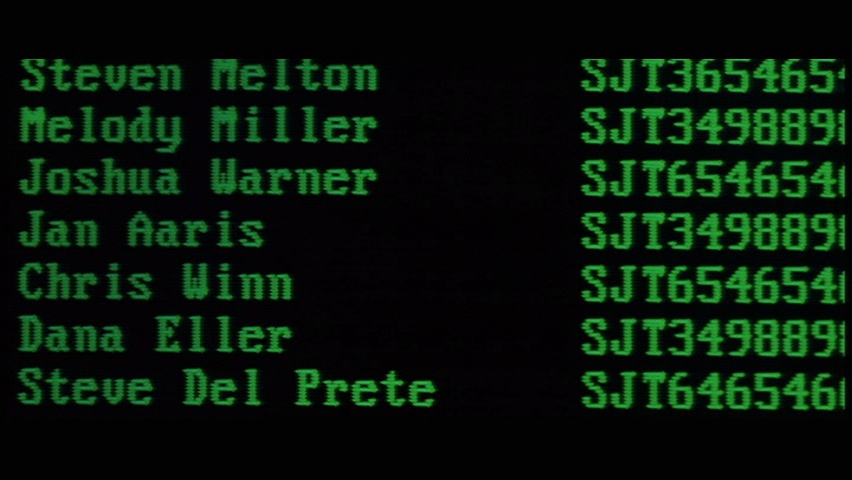 Steven Melton SJT3654654
Melody Miller SJT349889
Joshua Warner SJT654654
Jan Aaris SJT349889
Chris Winn SJT654654
Dana Eller SJT349889
Steve Del Prete SJT646546